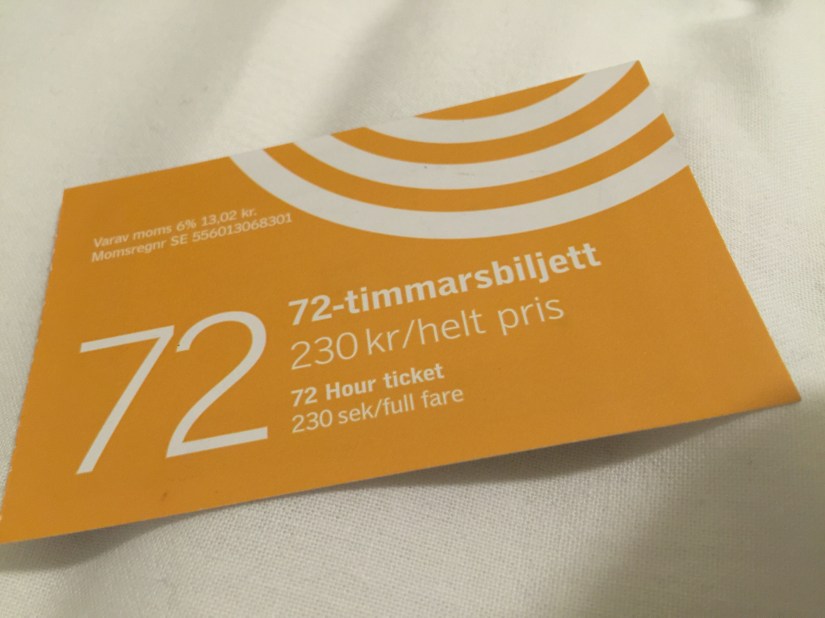 Varav moms 6% 13,02 kr.
Momsregnr SE 556013068301
72
72-timmarsbiljett
230 kr/helt pris
72 Hour ticket
230 sek/full fare